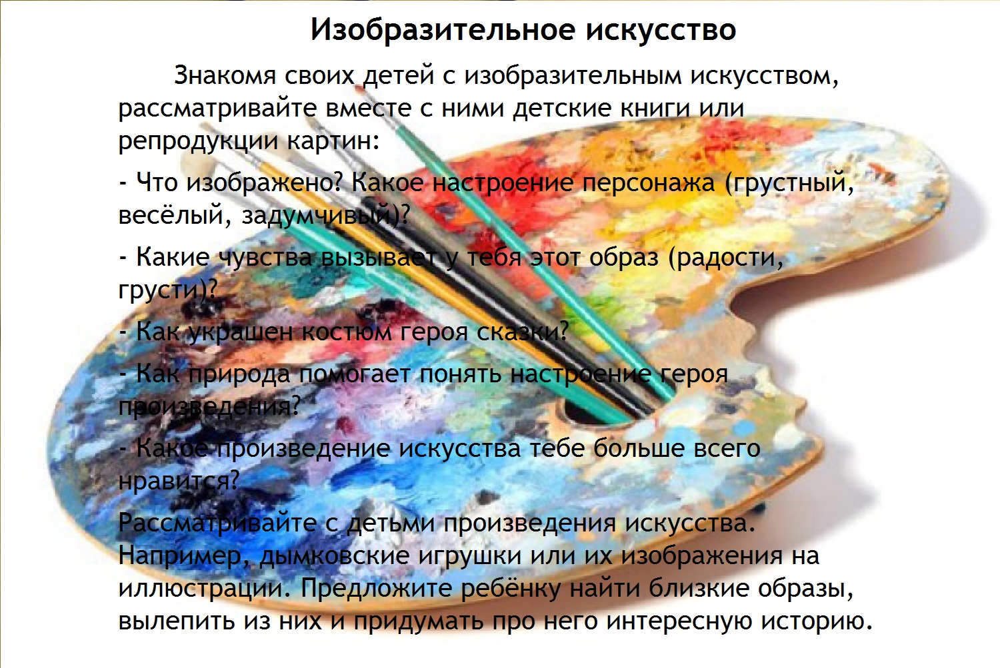 Изобразительное искусство
Знакомя своих детей с изобразительным искусством,
рассматривайте вместе с ними детские книги или
репродукции картин:
- Что изображено? Какое настроение персонажа (грустный,
весёлый, задумчивый)?
- Какие чувства вызывает у тебя этот образ (радости,
грусти)?
- Как украшен костюм героя сказки?
- Как природа помогает понять настроение героя
произведения?
- Какое произведение искусства тебе больше всего
нравится?
Рассматривайте с детьми произведения искусства.
Например, дымковские игрушки или их изображения на
иллюстрации. Предложите ребёнку найти близкие образы,
вылепить из них и придумать про него интересную историю.